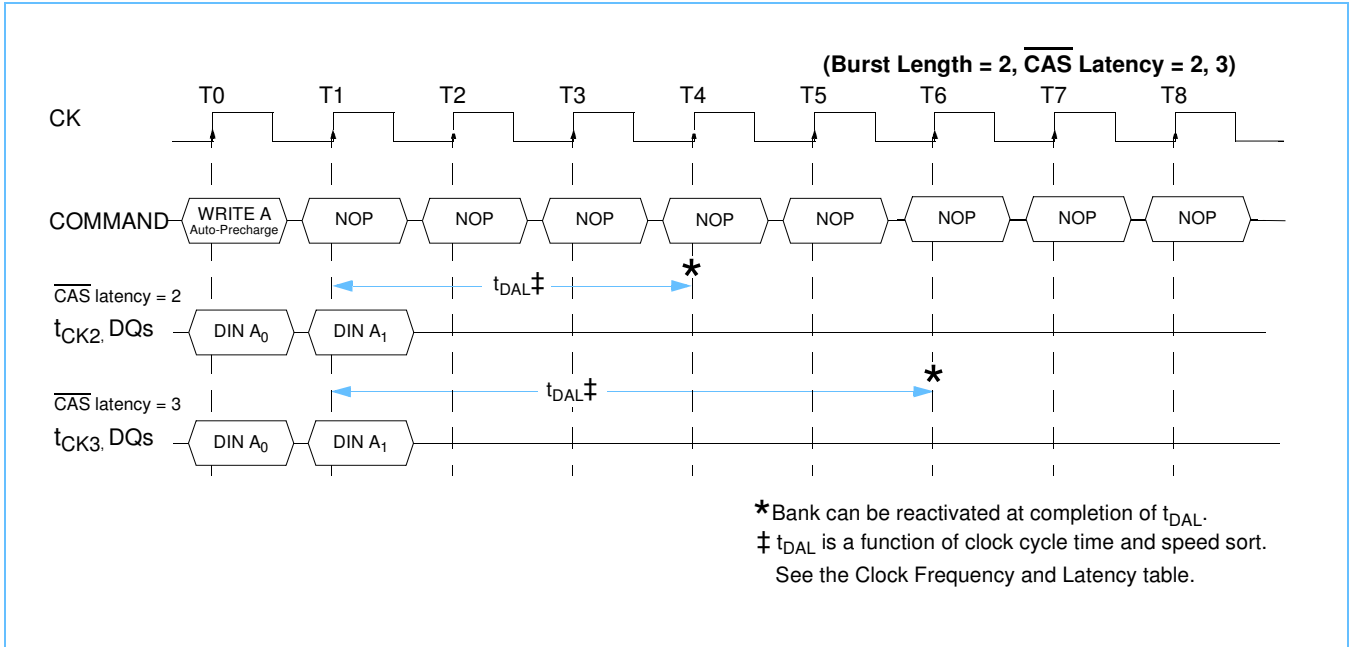 (Burst Length = 2, CAS Latency = 2, 3)
T0 T1 T2 T3 T4 T5 T6 T7 T8
CK
COMMAND WRITE A Auto-Precharge NOP NOP NOP NOP NOP NOP NOP NOP
*
tDAL‡
CAS latency = 2
tCK2, DQs DIN A0 DIN A1
*
tDAL‡
CAS latency = 3
tCK3, DQs DIN A0 DIN A1
* Bank can be reactivated at completion of tDAL.
‡ tDAL is a function of clock cycle time and speed sort.
See the Clock Frequency and Latency table.